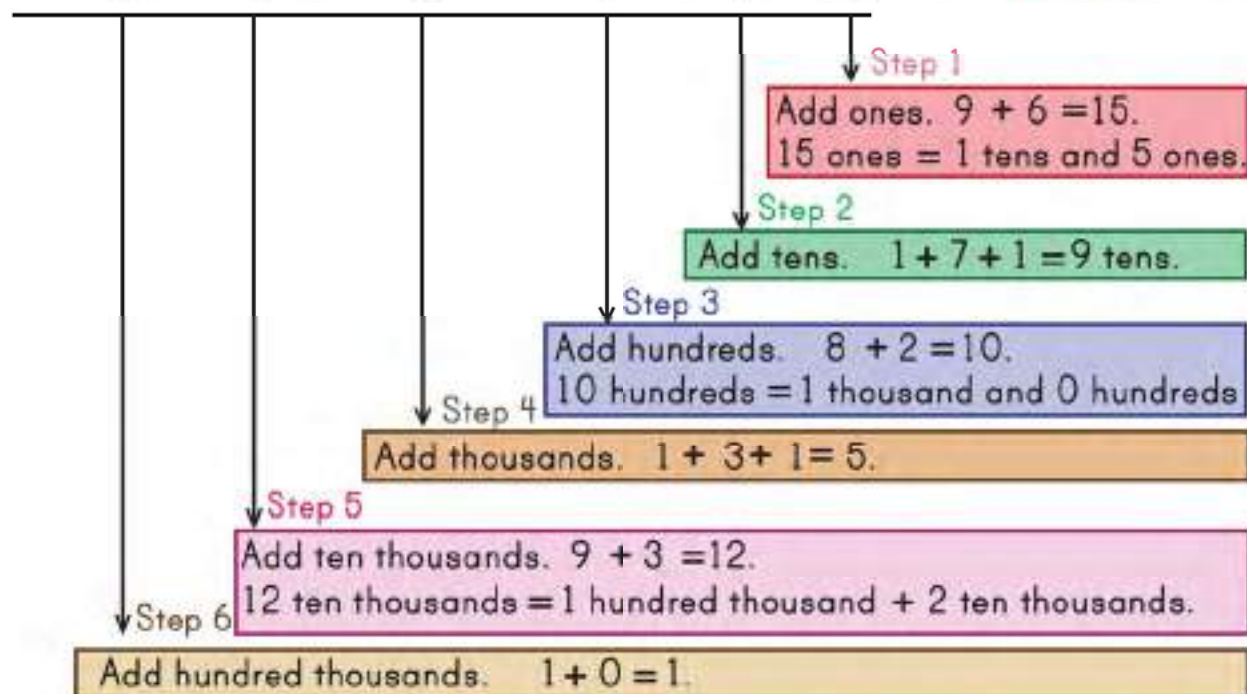 Step 1
Add ones. 9 + 6 =15.
15 ones = 1 tens and 5 ones.
Step 2
Add tens. 1 + 7 + 1 =9 tens.
Step 3
Add hundreds. 8 + 2 =10.
10 hundreds = 1 thousand and 0 hundreds
Step 4
Add thousands. 1 + 3+ 1= 5.
Step 5
Add ten thousands. 9 + 3 =12.
12 ten thousands = 1 hundred thousand + 2 ten thousands.
Step 6
Add hundred thousands. 1+ 0 = 1.